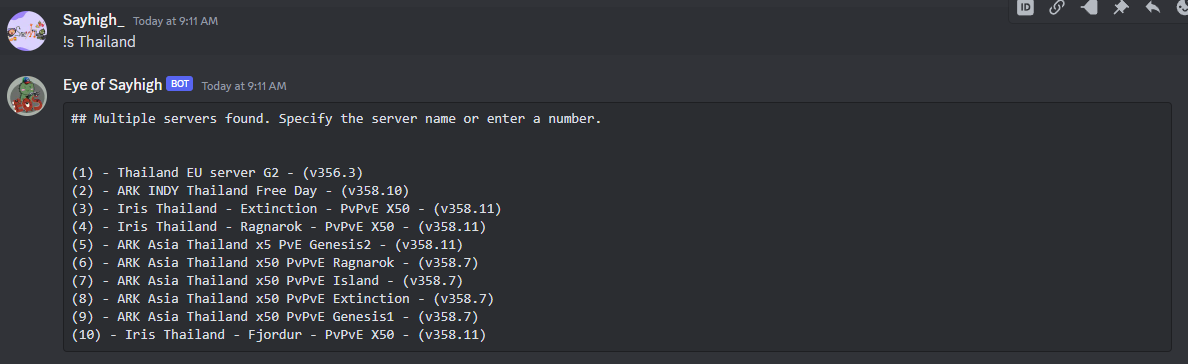 ID
Sayhigh_ Today at 9:11 AM
!s Thailand
Eye of Sayhigh BOT Today at 9:11 AM
## Multiple servers found. Specify the server name or enter a number.
(1) - Thailand EU server G2 - (v356.3)
(2) - ARK INDY Thailand Free Day - (v358.10)
(3) - Iris Thailand - Extinction - PvPvE X50 - (v358.11)
(4) - Iris Thailand - Ragnarok - PvPvE X50 - (v358.11)
(5) - ARK Asia Thailand x5 PvE Genesis2 - (v358.11)
(6) - ARK Asia Thailand x50 PvPvE Ragnarok - (v358.7)
(7) - ARK Asia Thailand x50 PvPvE Island - (v358.7)
(8) - ARK Asia Thailand x50 PvPvE Extinction - (v358.7)
(9) - ARK Asia Thailand x50 PvPvE Genesis1 - (v358.7)
(10) - Iris Thailand - Fjordur - PvPvE X50 - (v358.11)